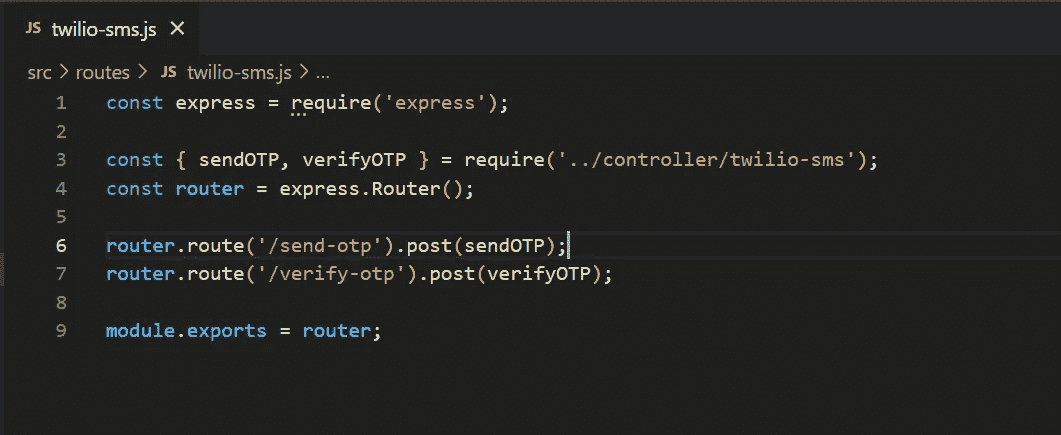 JS twilio-sms.js ✕
src > routes > JS twilio-sms.js > ...
1 const express = require('express');
2
3 const { sendOTP, verifyOTP } = require('../controller/twilio-sms');
4 const router = express.Router();
5
6 router.route('/send-otp').post(sendOTP);
7 router.route('/verify-otp').post(verifyOTP);
8
9 module.exports = router;